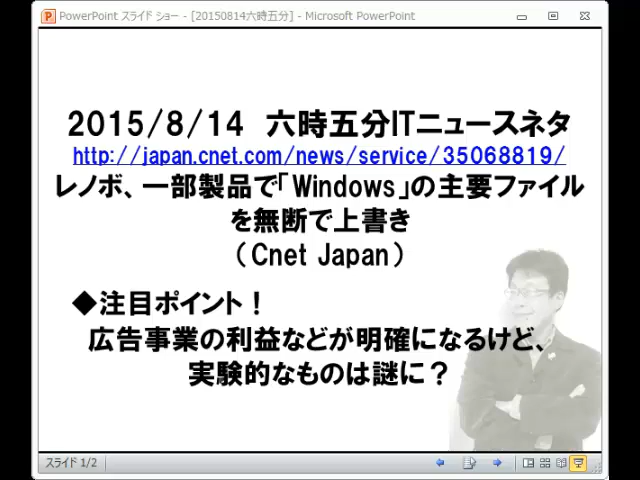 PowerPoint スライド ショー - [20150814六時五分] - Microsoft PowerPoint
2015/8/14 六時五分ITニュースネタ
http://japan.cnet.com/news/service/35068819/
レノボ、一部製品で「Windows」の主要ファイル
を無断で上書き
（Cnet Japan）
◆注目ポイント！
広告事業の利益などが明確になるけど、
実験的なものは謎に？
スライド 1/2